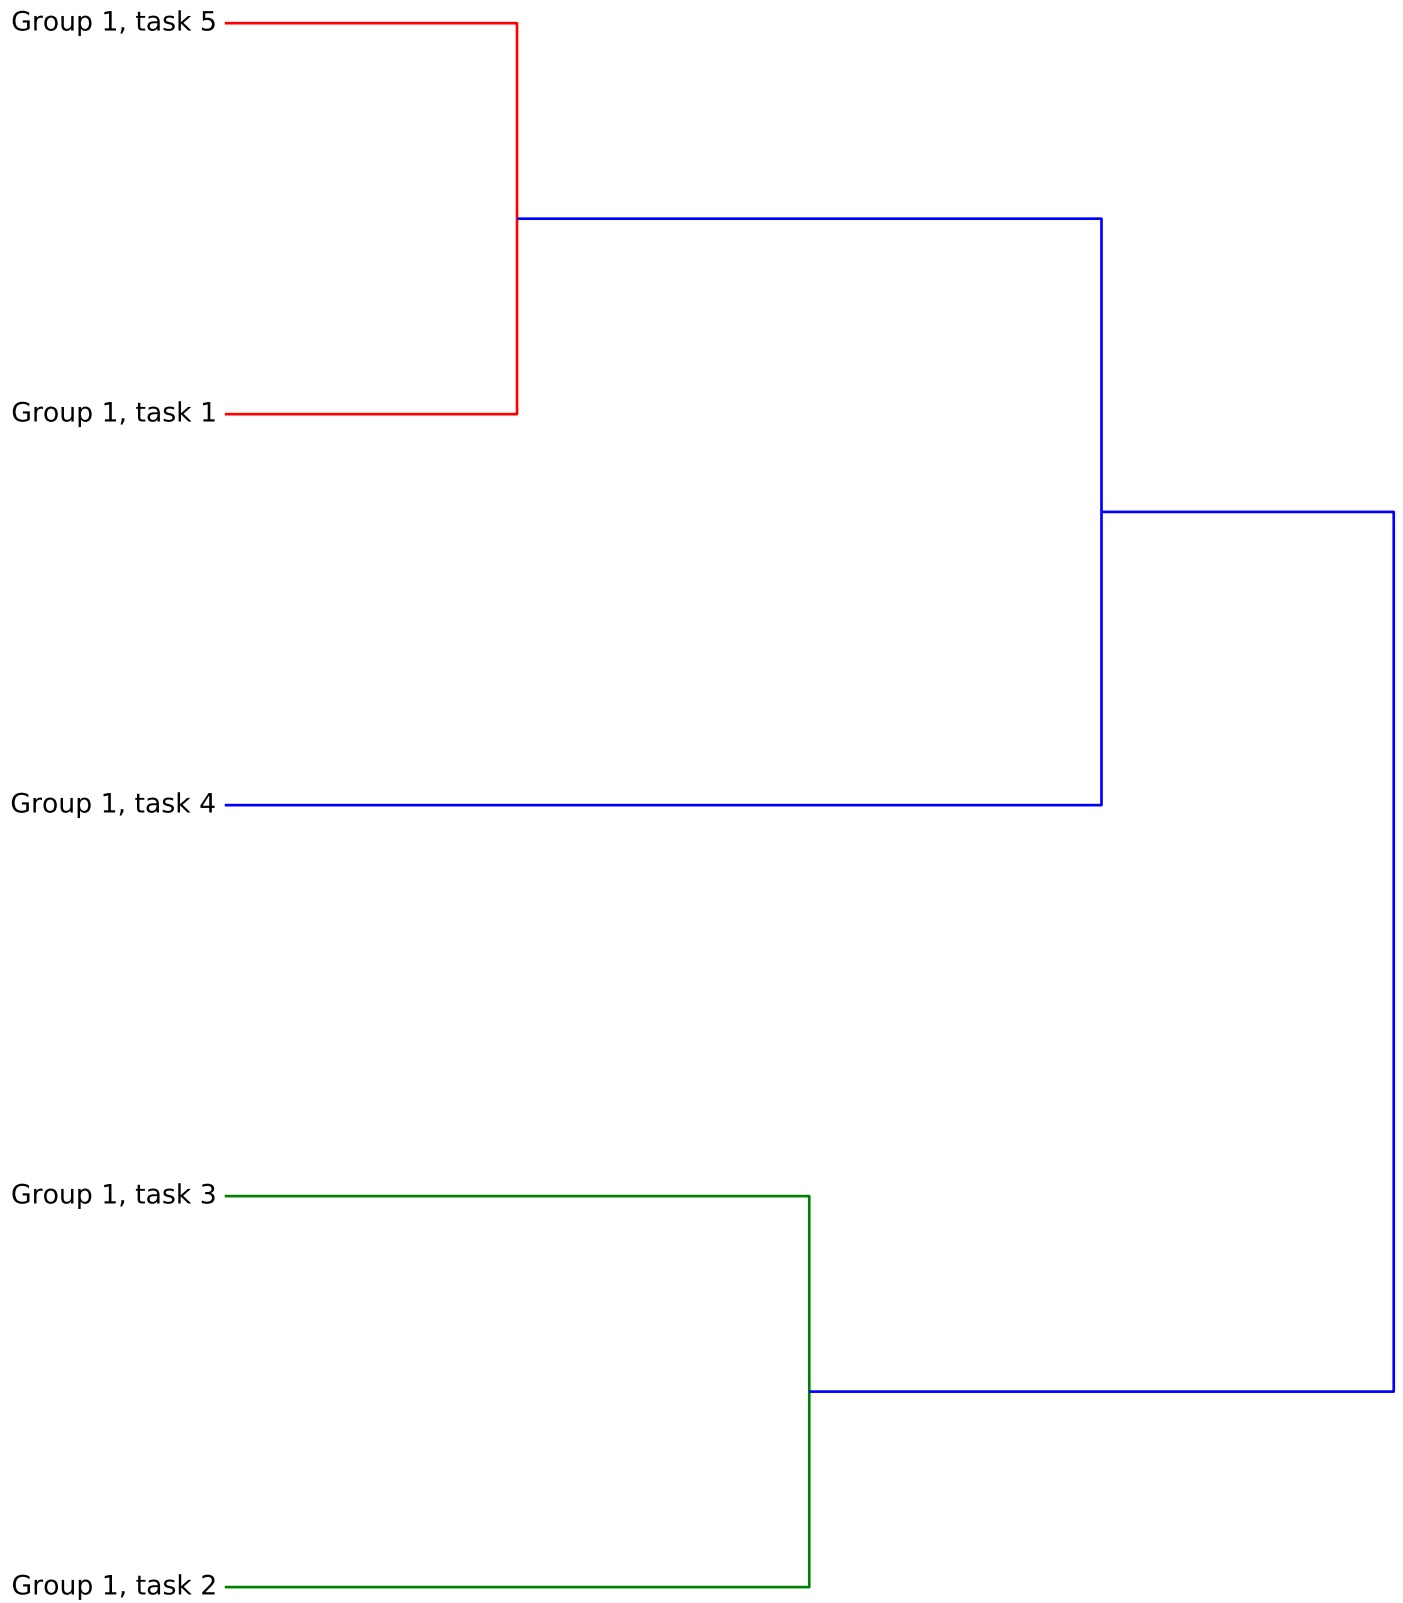 Group 1, task 5
Group 1, task 1
Group 1, task 4
Group 1, task 3
Group 1, task 2